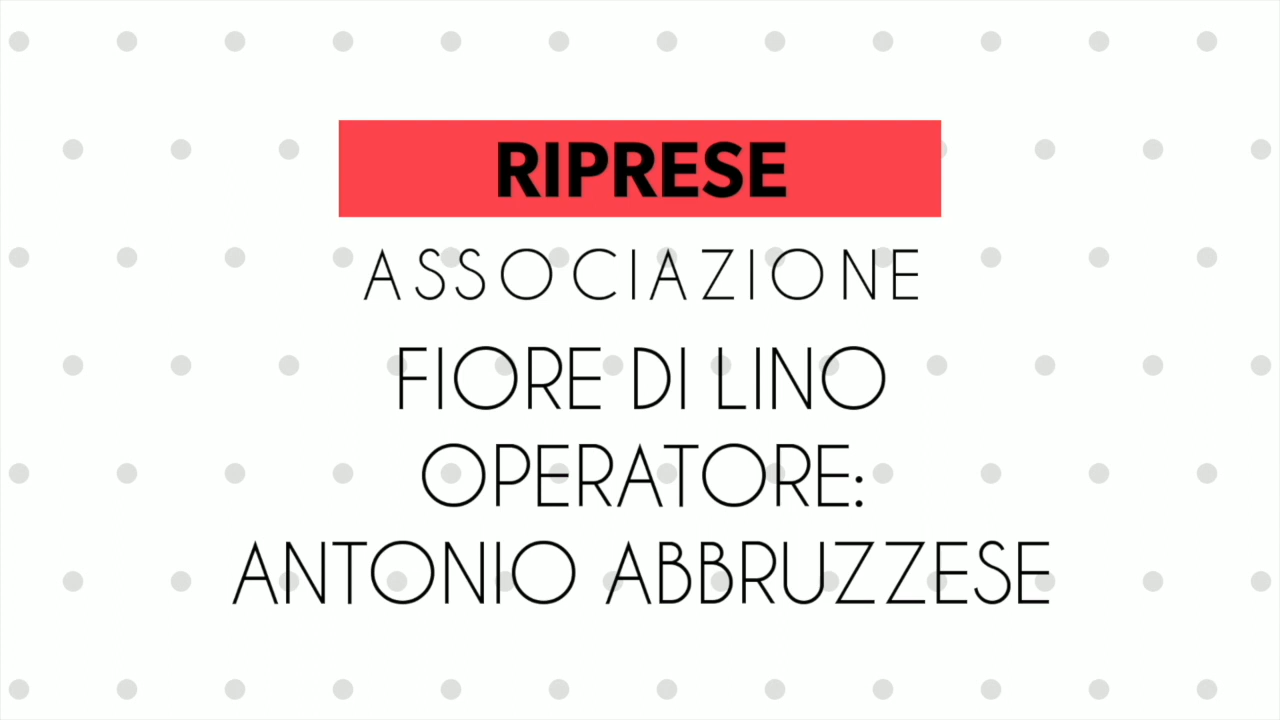 RIPRESE
ASSOCIAZIONE
FIORE DI LINO
OPERATORE:
ANTONIO ABBRUZZESE